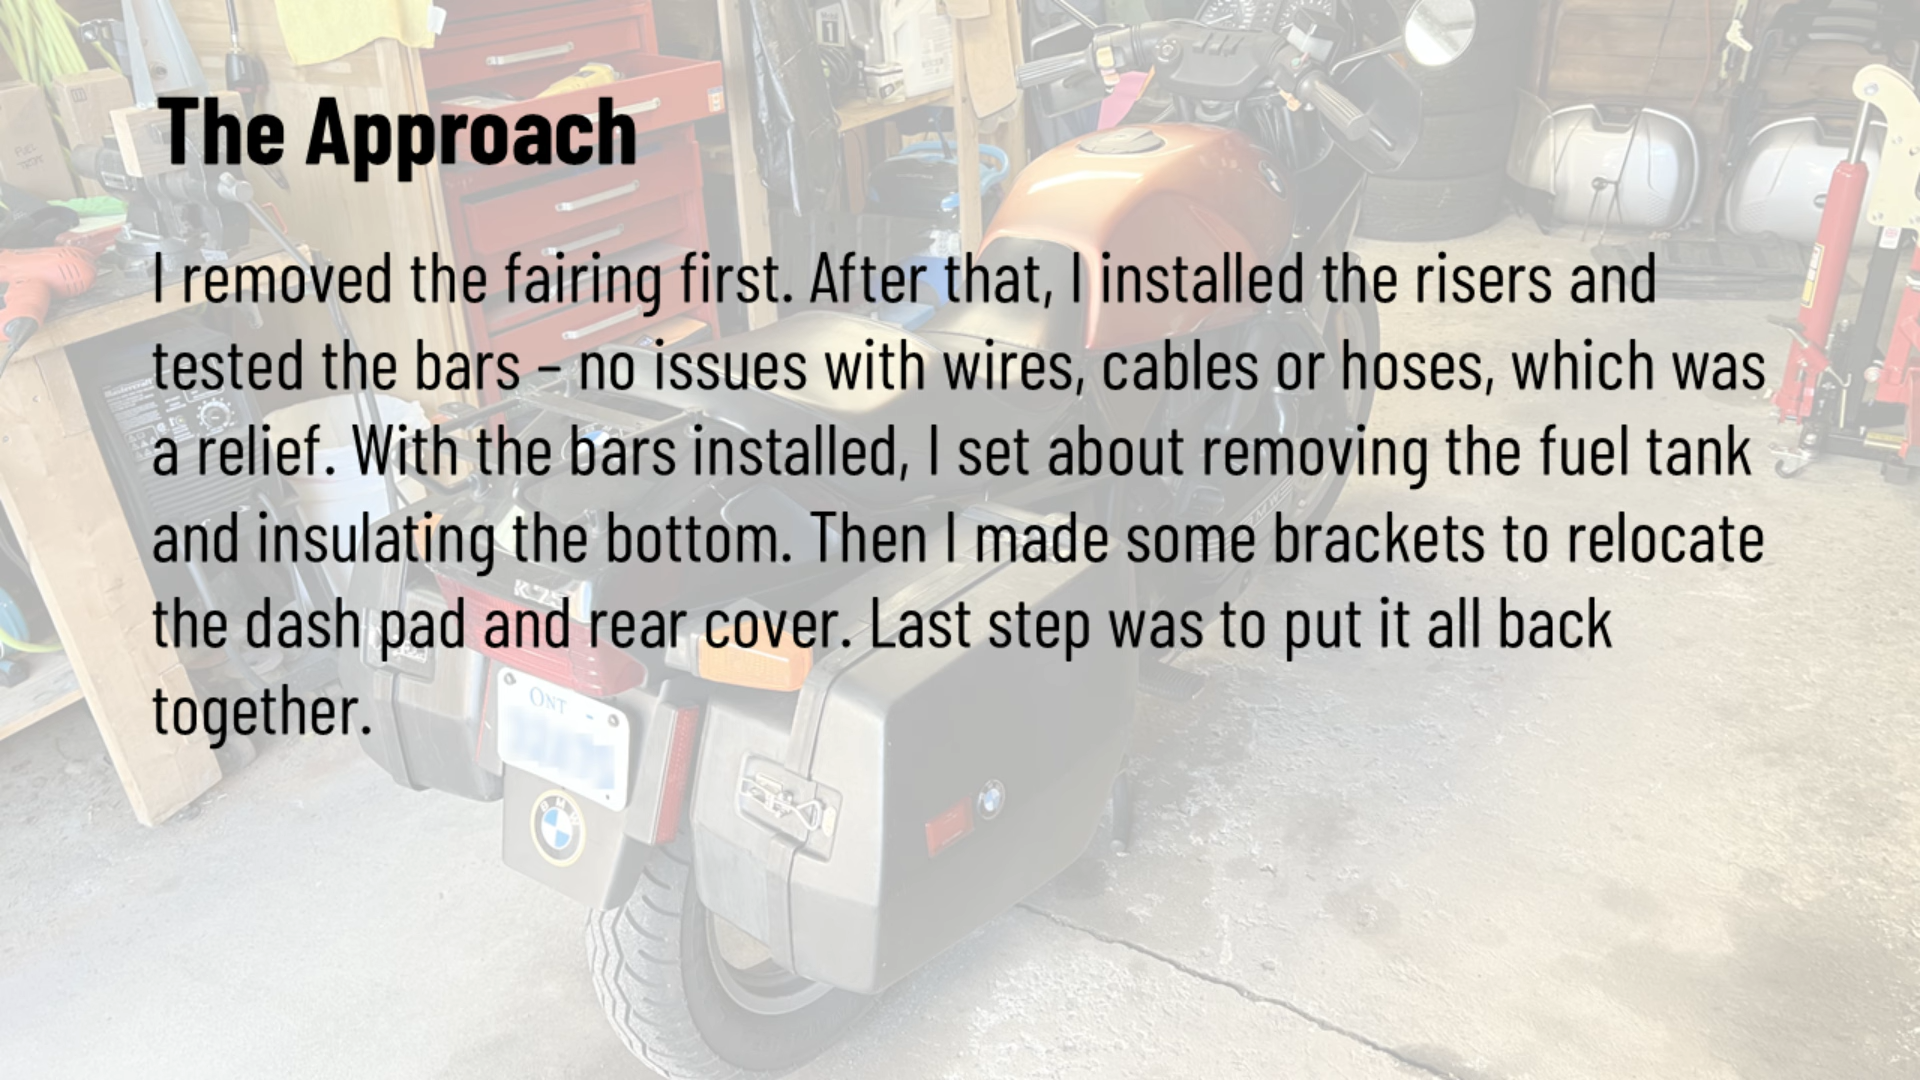 The Approach
I removed the fairing first. After that, I installed the risers and
tested the bars – no issues with wires, cables or hoses, which was
a relief. With the bars installed, I set about removing the fuel tank
and insulating the bottom. Then I made some brackets to relocate
the dash pad and rear cover. Last step was to put it all back
together.
ONT
BMW